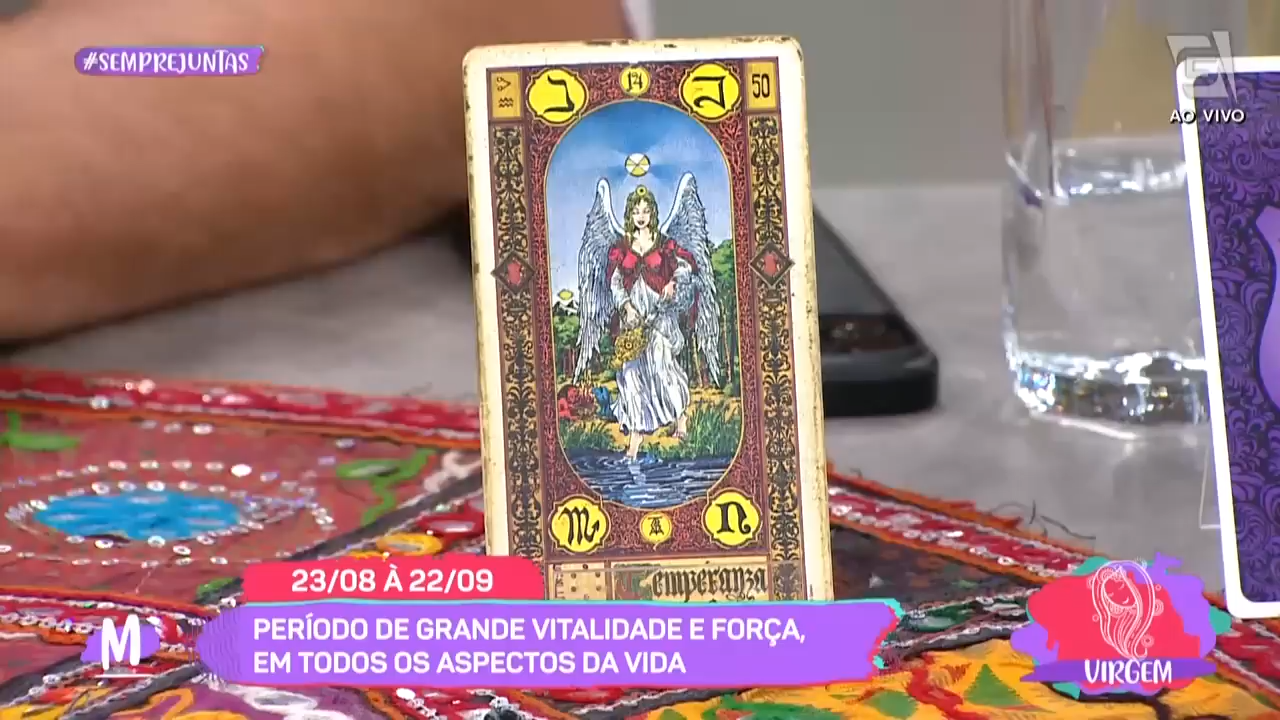 #SEMPREJUNTAS
AO VIVO
14
50
Temperanza
23/08 À 22/09
M
PERÍODO DE GRANDE VITALIDADE E FORÇA,
EM TODOS OS ASPECTOS DA VIDA
VIRGEM